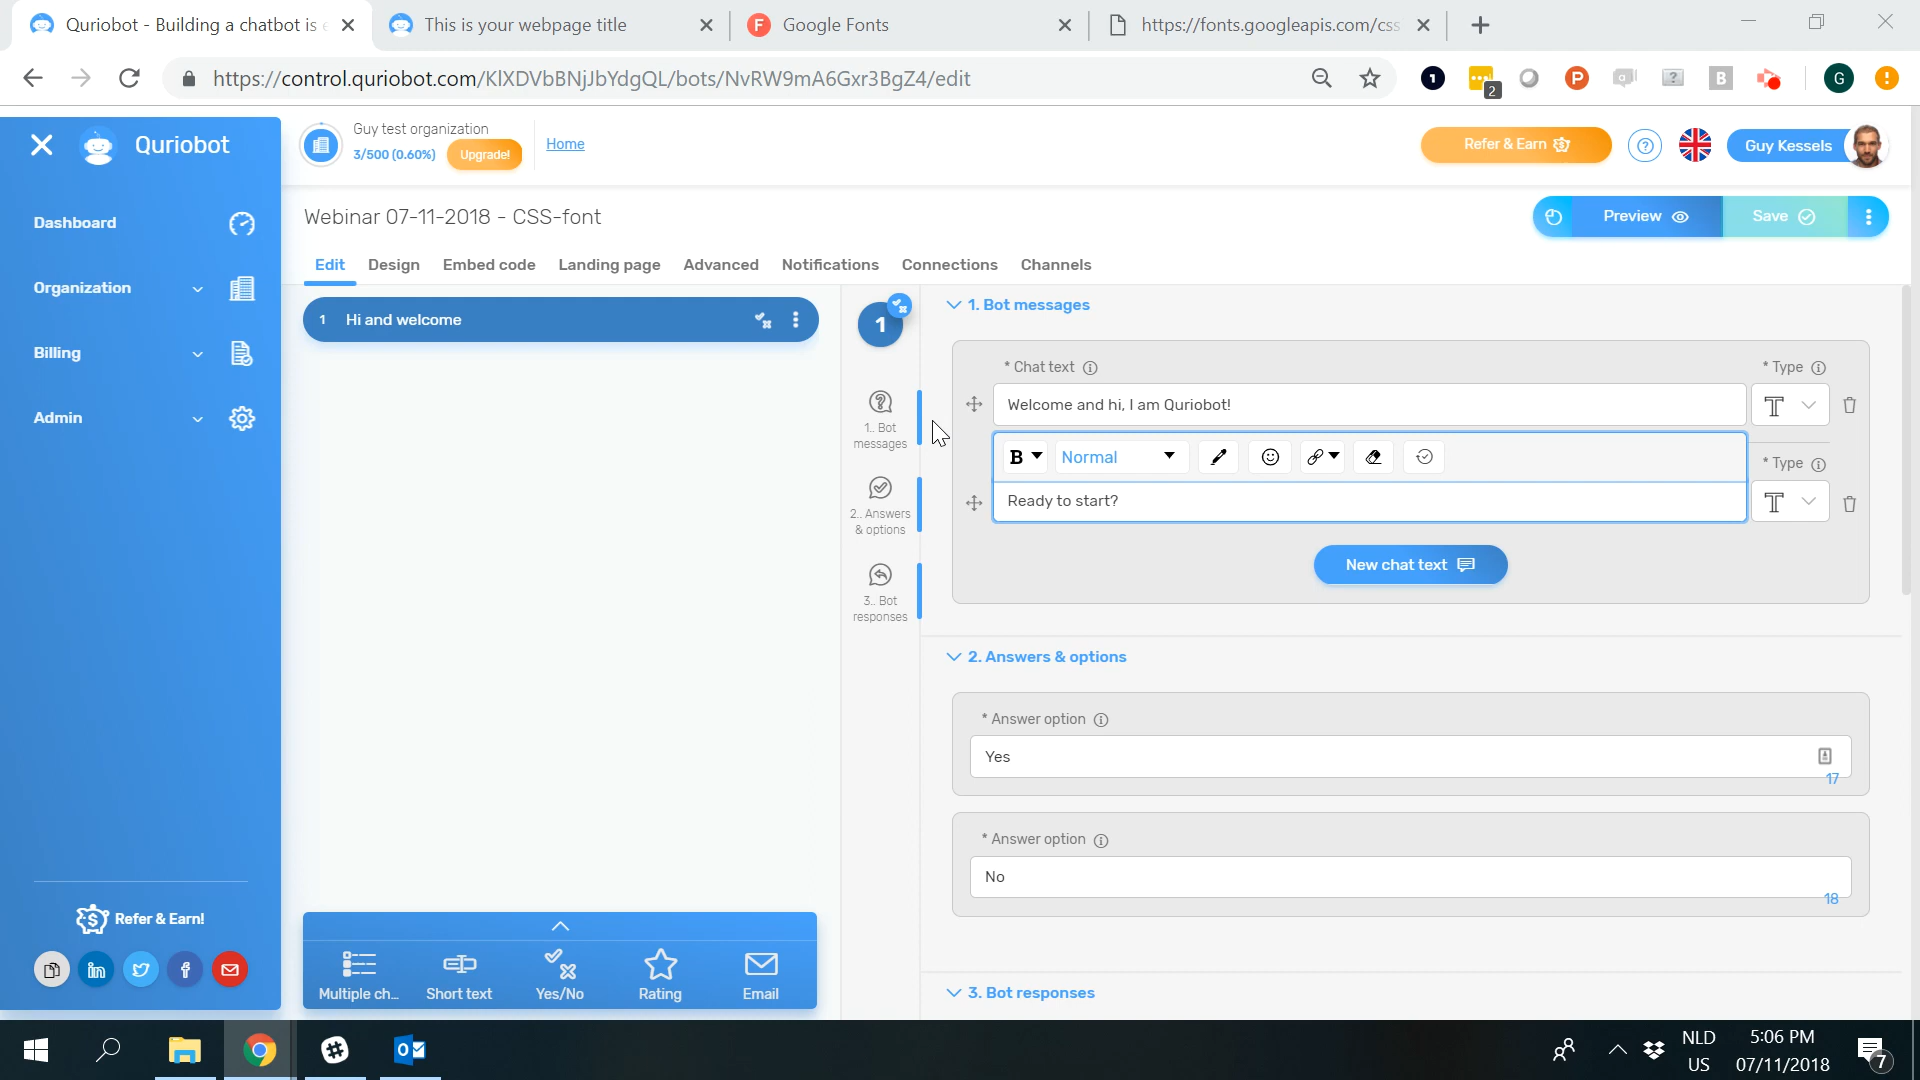 Quriobot - Building a chatbot is e
This is your webpage title
Google Fonts
https://fonts.googleapis.com/css
https://control.quriobot.com/KlXDVbBNjJbYdgQL/bots/NvRW9mA6Gxr3BgZ4/edit
2
G
Quriobot
Guy test organization
3/500 (0.60%)
Upgrade!
Home
Refer & Earn
Guy Kessels
Dashboard
Organization
Billing
Admin
Refer & Earn!
Webinar 07-11-2018 - CSS-font
Preview
Save
Edit
Design
Embed code
Landing page
Advanced
Notifications
Connections
Channels
1 Hi and welcome
1
1.. Bot
messages
2.. Answers
& options
3.. Bot
responses
1. Bot messages
* Chat text
* Type
Welcome and hi, I am Quriobot!
B
Normal
* Type
Ready to start?
New chat text
2. Answers & options
* Answer option
Yes
17
* Answer option
No
18
3. Bot responses
Multiple ch...
Short text
Yes/No
Rating
Email
NLD
US
5:06 PM
07/11/2018
7